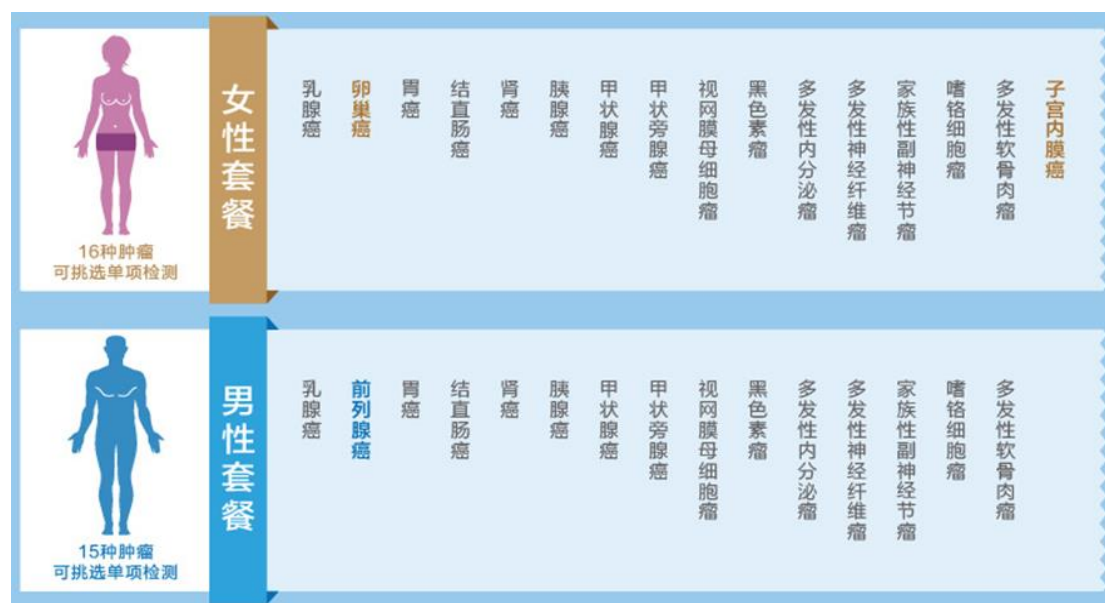 女性套餐
16种肿瘤
可挑选单项检测
乳腺癌
卵巢癌
胃癌
结直肠癌
肾癌
胰腺癌
甲状腺癌
甲状旁腺癌
视网膜母细胞瘤
黑色素瘤
多发性内分泌瘤
多发性神经纤维瘤
家族性副神经节瘤
嗜铬细胞瘤
多发性软骨肉瘤
子宫内膜癌
男性套餐
15种肿瘤
可挑选单项检测
乳腺癌
前列腺癌
胃癌
结直肠癌
肾癌
胰腺癌
甲状腺癌
甲状旁腺癌
视网膜母细胞瘤
黑色素瘤
多发性内分泌瘤
多发性神经纤维瘤
家族性副神经节瘤
嗜铬细胞瘤
多发性软骨肉瘤